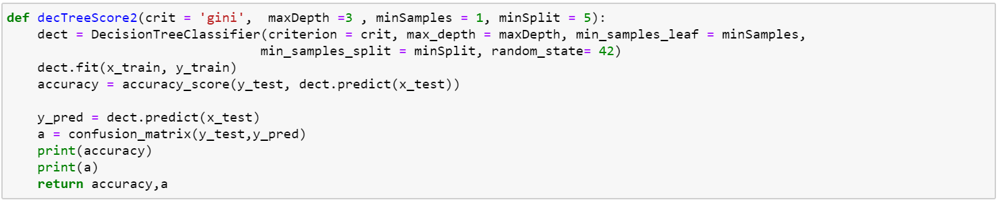 def decTreeScore2(crit = 'gini',  maxDepth =3 , minSamples = 1, minSplit = 5):
    dect = DecisionTreeClassifier(criterion = crit, max_depth = maxDepth, min_samples_leaf = minSamples,
                                 min_samples_split = minSplit, random_state= 42)
    dect.fit(x_train, y_train)
    accuracy = accuracy_score(y_test, dect.predict(x_test))

    y_pred = dect.predict(x_test)
    a = confusion_matrix(y_test,y_pred)
    print(accuracy)
    print(a)
    return accuracy,a